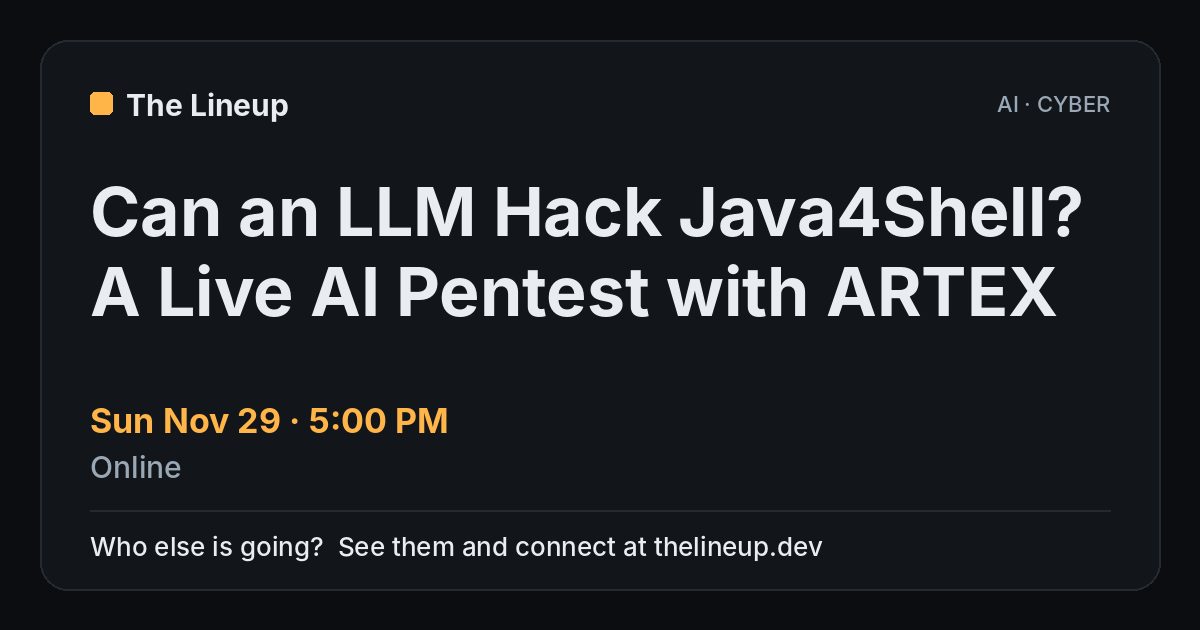 The Lineup
AI · CYBER
Can an LLM Hack Java4Shell?
A Live AI Pentest with ARTEX
Sun Nov 29 · 5:00 PM
Online
Who else is going?  See them and connect at thelineup.dev